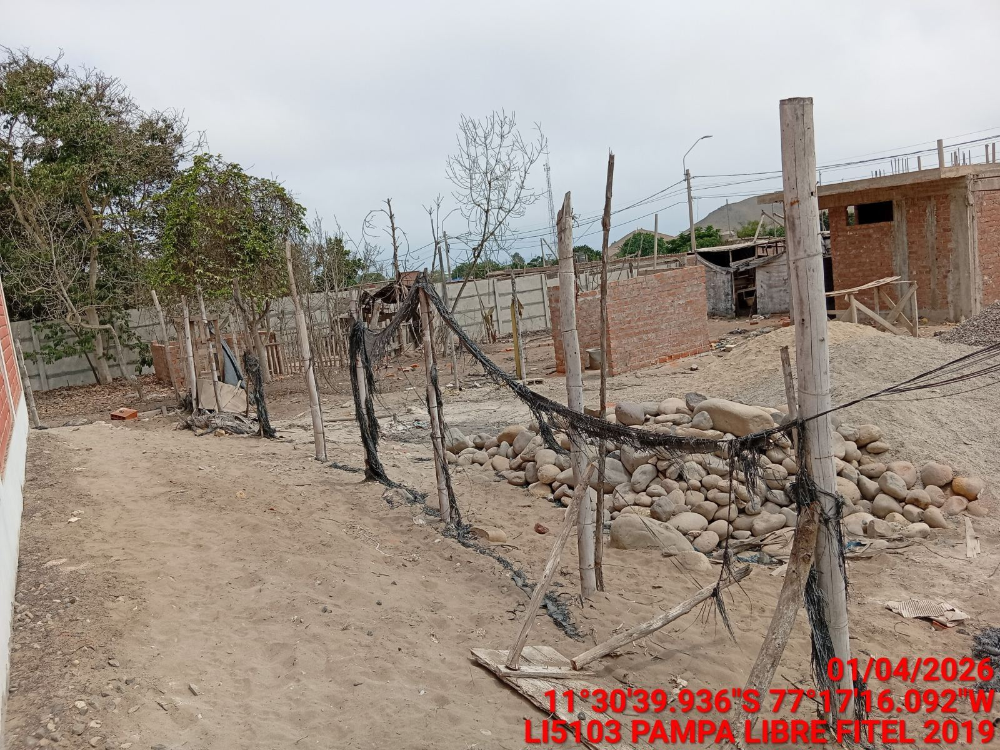 01/04/2026
11°30'39.936"S 77°17'16.092"W
LI5103 PAMPA LIBRE FITEL 2019